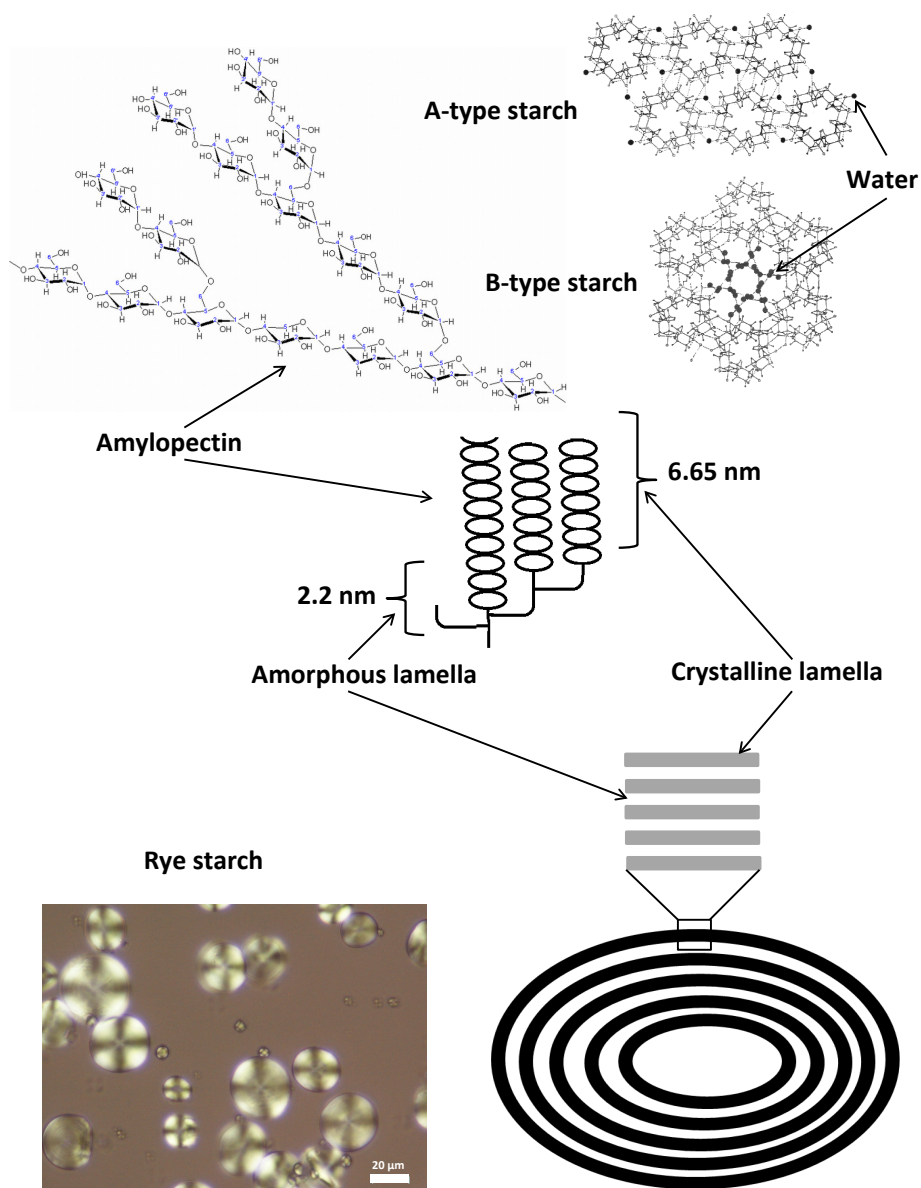 A-type starch
Water
B-type starch
Amylopectin
6.65 nm
2.2 nm
Amorphous lamella
Crystalline lamella
Rye starch
20 µm